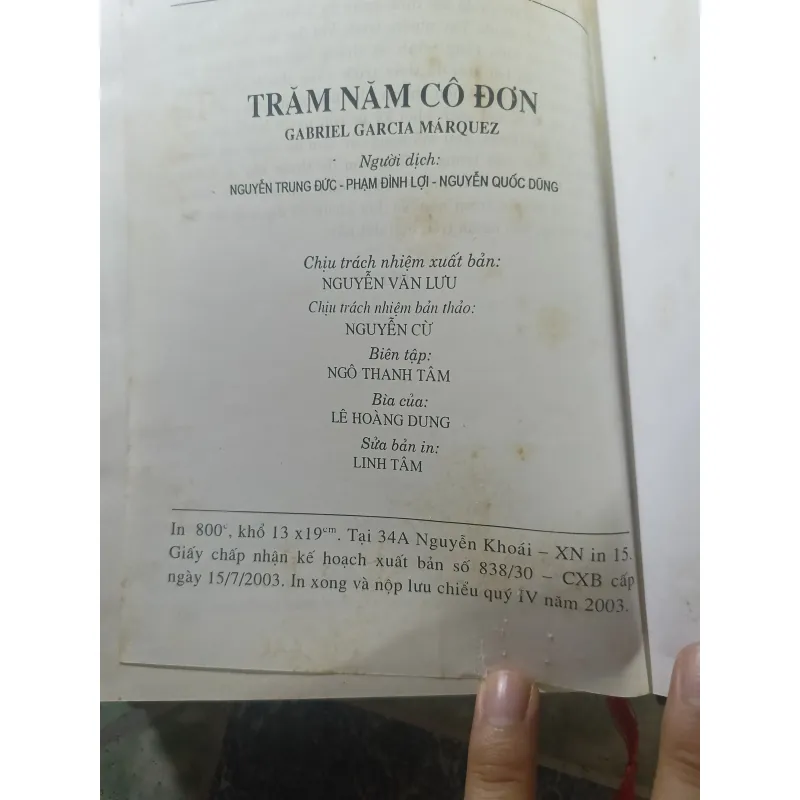 TRĂM NĂM CÔ ĐƠN
GABRIEL GARCIA MÁRQUEZ
Người dịch:
NGUYỄN TRUNG ĐỨC - PHẠM ĐÌNH LỢI - NGUYỄN QUỐC DŨNG
Chịu trách nhiệm xuất bản:
NGUYỄN VĂN LƯU
Chịu trách nhiệm bản thảo:
NGUYỄN CỪ
Biên tập:
NGÔ THANH TÂM
Bìa của:
LÊ HOÀNG DUNG
Sửa bản in:
LINH TÂM
In 800ᶜ, khổ 13 x19ᶜᵐ. Tại 34A Nguyễn Khoái – XN in 15.
Giấy chấp nhận kế hoạch xuất bản số 838/30 – CXB cấp
ngày 15/7/2003. In xong và nộp lưu chiểu quý IV năm 2003.